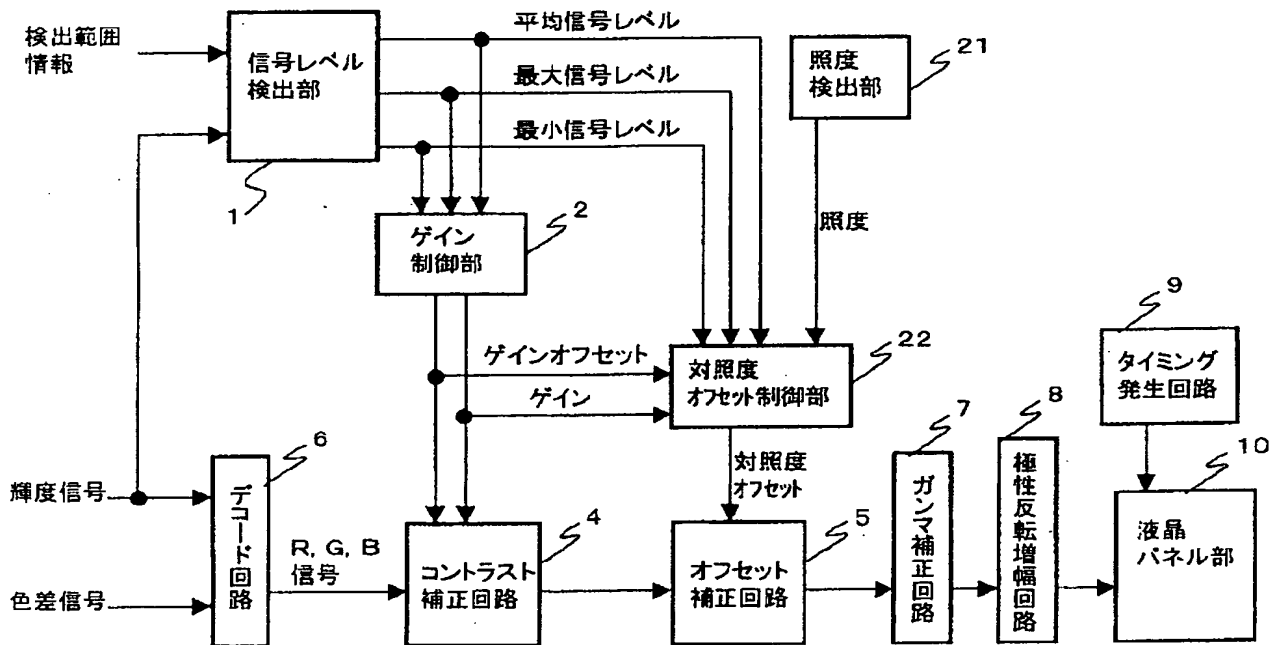 検出範囲
情報
信号レベル
検出部
1
平均信号レベル
最大信号レベル
最小信号レベル
照度
検出部
21
照度
ゲイン
制御部
2
ゲインオフセット
ゲイン
対照度
オフセット制御部
22
対照度
オフセット
タイミング
発生回路
9
輝度信号
色差信号
デコード回路
6
R, G, B
信号
コントラスト
補正回路
4
オフセット
補正回路
5
ガンマ補正回路
7
極性反転増幅回路
8
液晶
パネル部
10